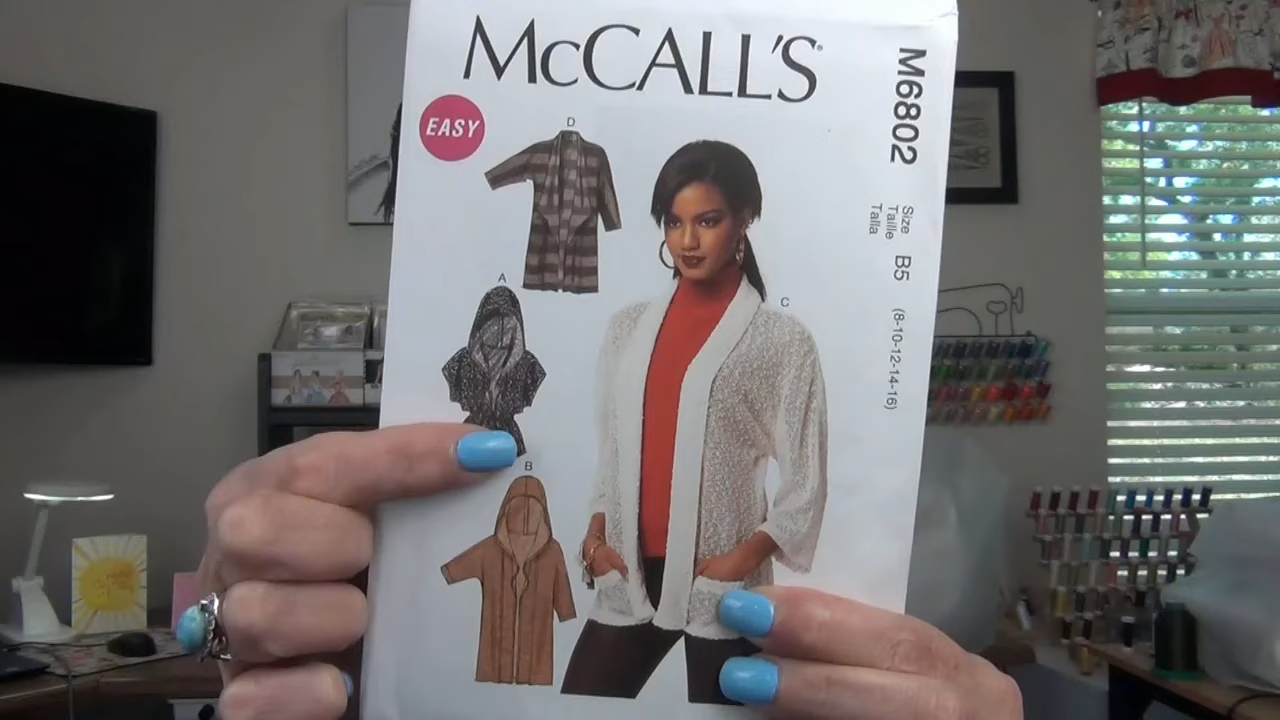 McCALL'S
EASY
M6802
Size
Taille
Talla
B5
(8-10-12-14-16)
D
A
C
B